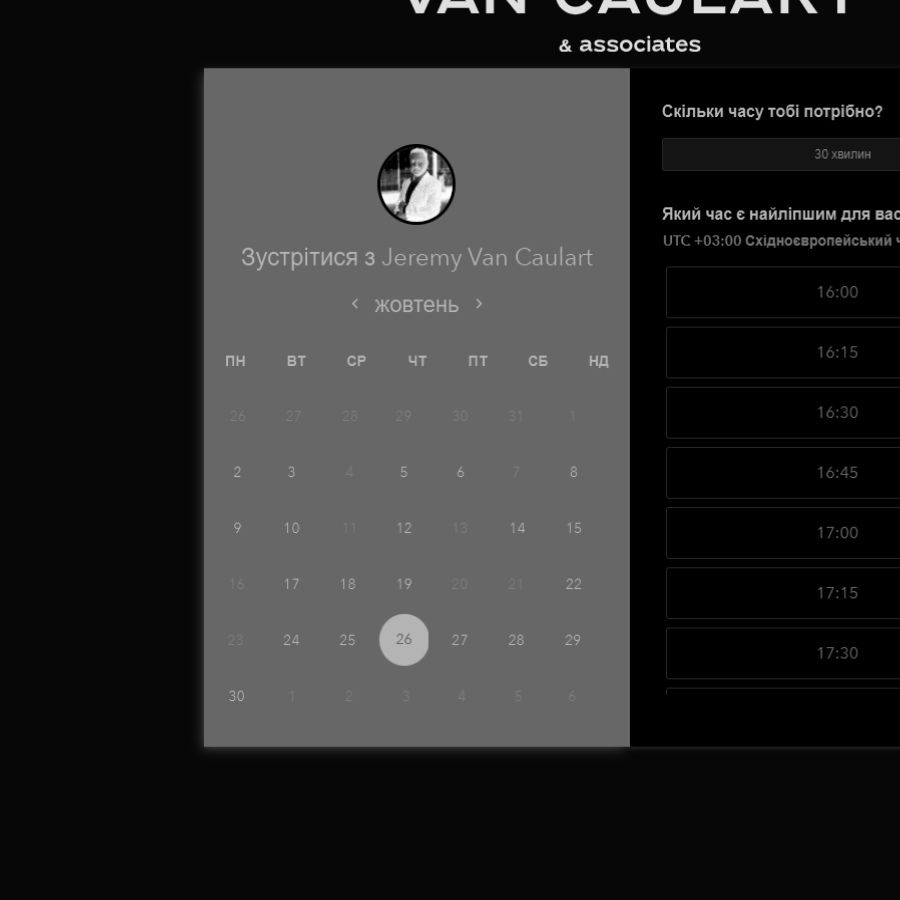 VAN CAULART
& associates
Зустрітися з Jeremy Van Caulart
‹ жовтень ›
ПН ВТ СР ЧТ ПТ СБ НД
26 27 28 29 30 31 1
2 3 4 5 6 7 8
9 10 11 12 13 14 15
16 17 18 19 20 21 22
23 24 25 26 27 28 29
30 1 2 3 4 5 6
Скільки часу тобі потрібно?
30 хвилин
Який час є найліпшим для вас
UTC +03:00 Східноєвропейський ч
16:00
16:15
16:30
16:45
17:00
17:15
17:30